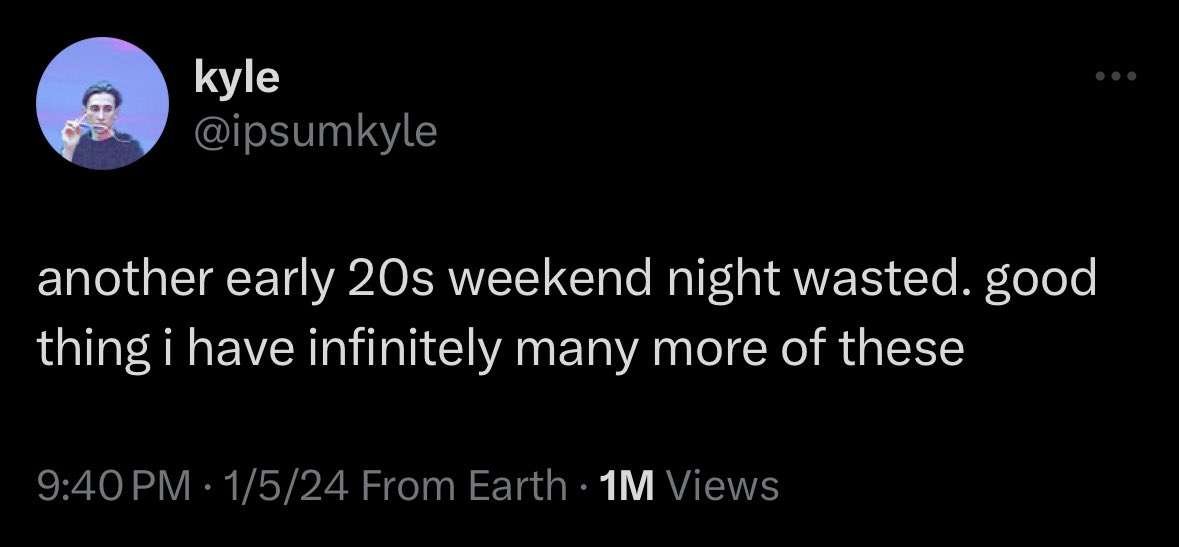 kyle
@ipsumkyle
another early 20s weekend night wasted. good
thing i have infinitely many more of these
9:40 PM · 1/5/24 From Earth · 1M Views